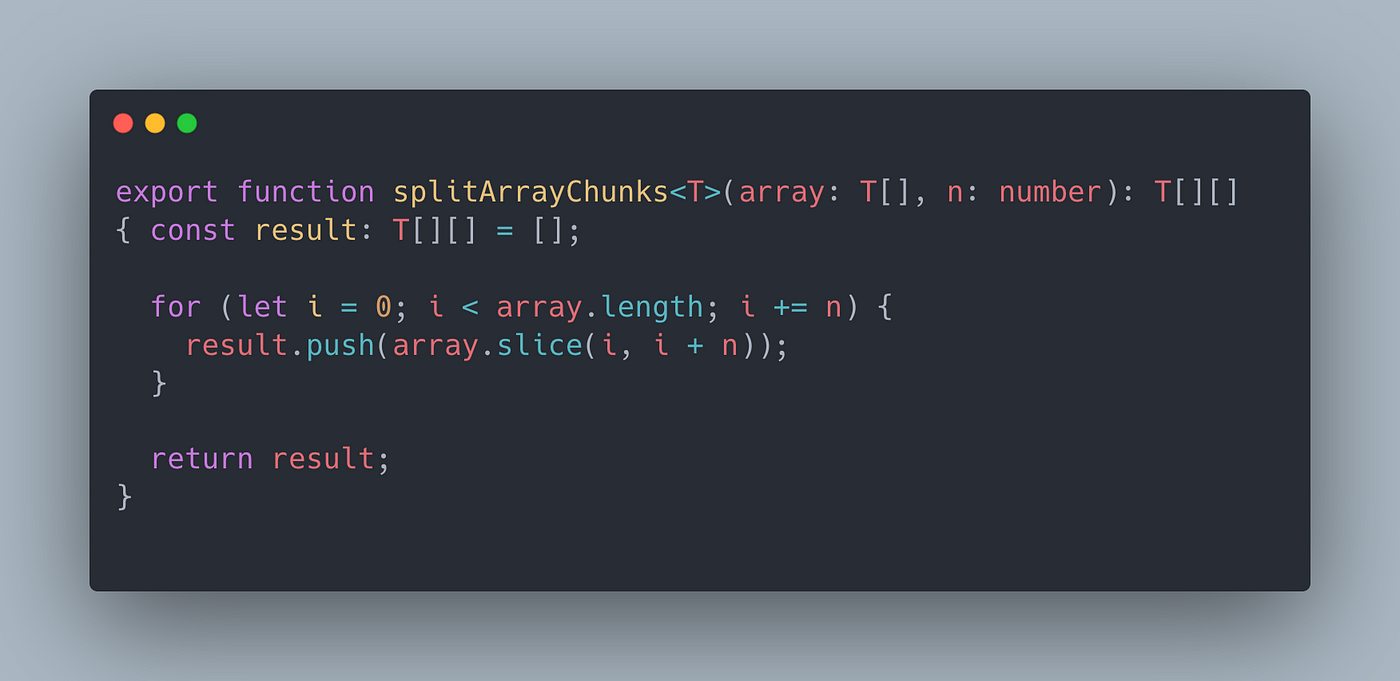 export function splitArrayChunks<T>(array: T[], n: number): T[][]
{ const result: T[][] = [];
  for (let i = 0; i < array.length; i += n) {
    result.push(array.slice(i, i + n));
  }
  return result;
}